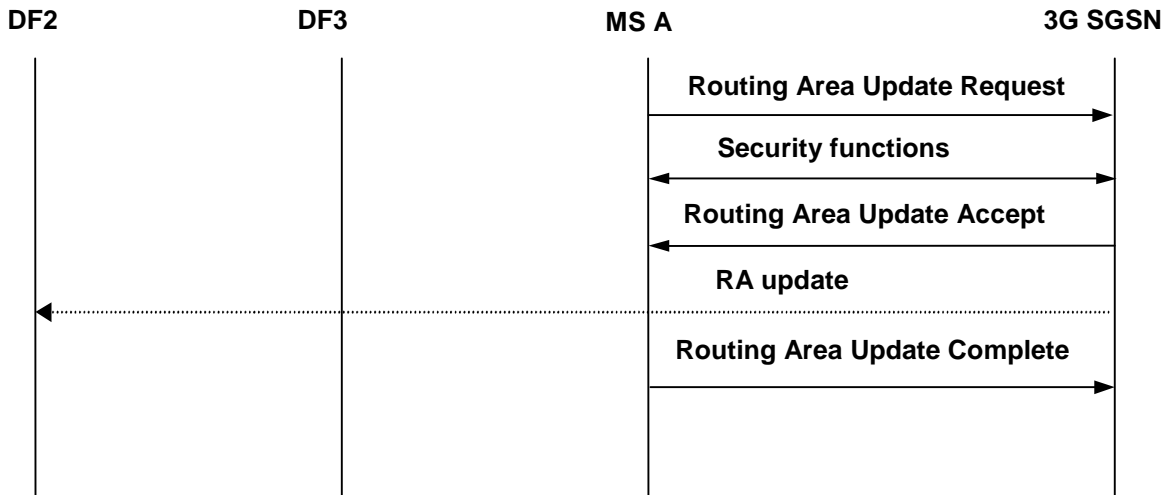 DF2 DF3 MS A 3G SGSN
Routing Area Update Request
Security functions
Routing Area Update Accept
RA update
Routing Area Update Complete